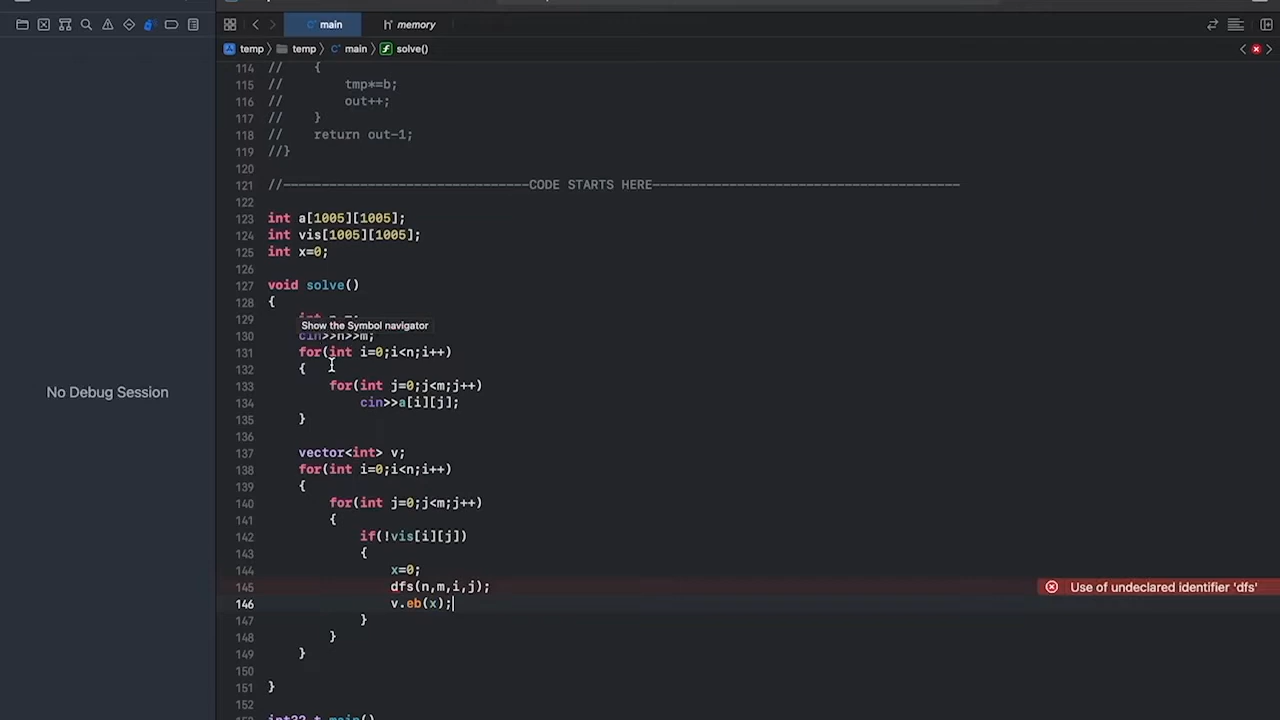 main
memory
temp 〉 temp 〉 main 〉 solve()
114 // {
115 // tmp*=b;
116 // out++;
117 // }
118 // return out-1;
119 //}
120
121 //————————————————CODE STARTS HERE————————————————————
122
123 int a[1005][1005];
124 int vis[1005][1005];
125 int x=0;
126
127 void solve()
128 {
129
Show the Symbol navigator
130 cin>>n>>m;
131 for(int i=0;i<n;i++)
132 {
133 for(int j=0;j<m;j++)
134 cin>>a[i][j];
135 }
136
No Debug Session
137 vector<int> v;
138 for(int i=0;i<n;i++)
139 {
140 for(int j=0;j<m;j++)
141 {
142 if(!vis[i][j])
143 {
144 x=0;
145 dfs(n,m,i,j);
Use of undeclared identifier 'dfs'
146 v.eb(x);
147 }
148 }
149 }
150
151 }
152
int32_t main()